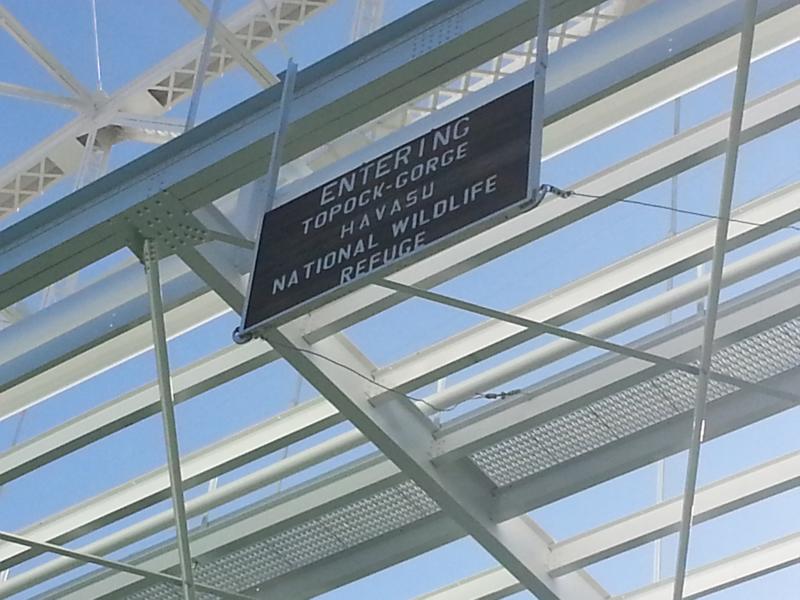 ENTERING
TOPOCK-GORGE
HAVASU
NATIONAL WILDLIFE
REFUGE